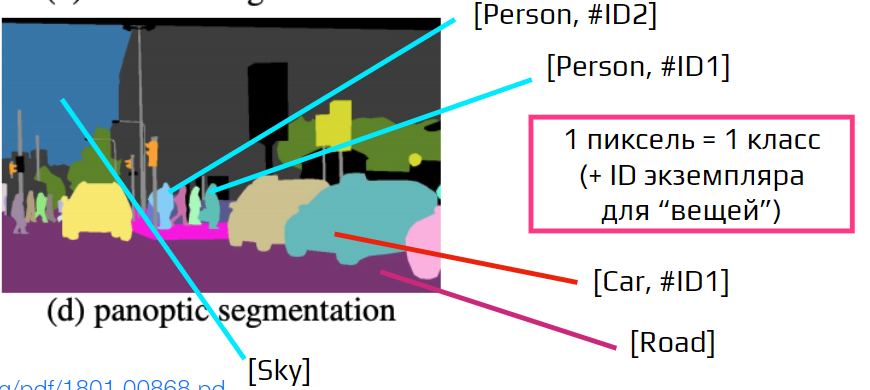 [Person, #ID2]
[Person, #ID1]
1 пиксель = 1 класс
(+ ID экземпляра
для “вещей”)
[Car, #ID1]
(d) panoptic segmentation
[Road]
[Sky]
g/pdf/1801.00868.pd